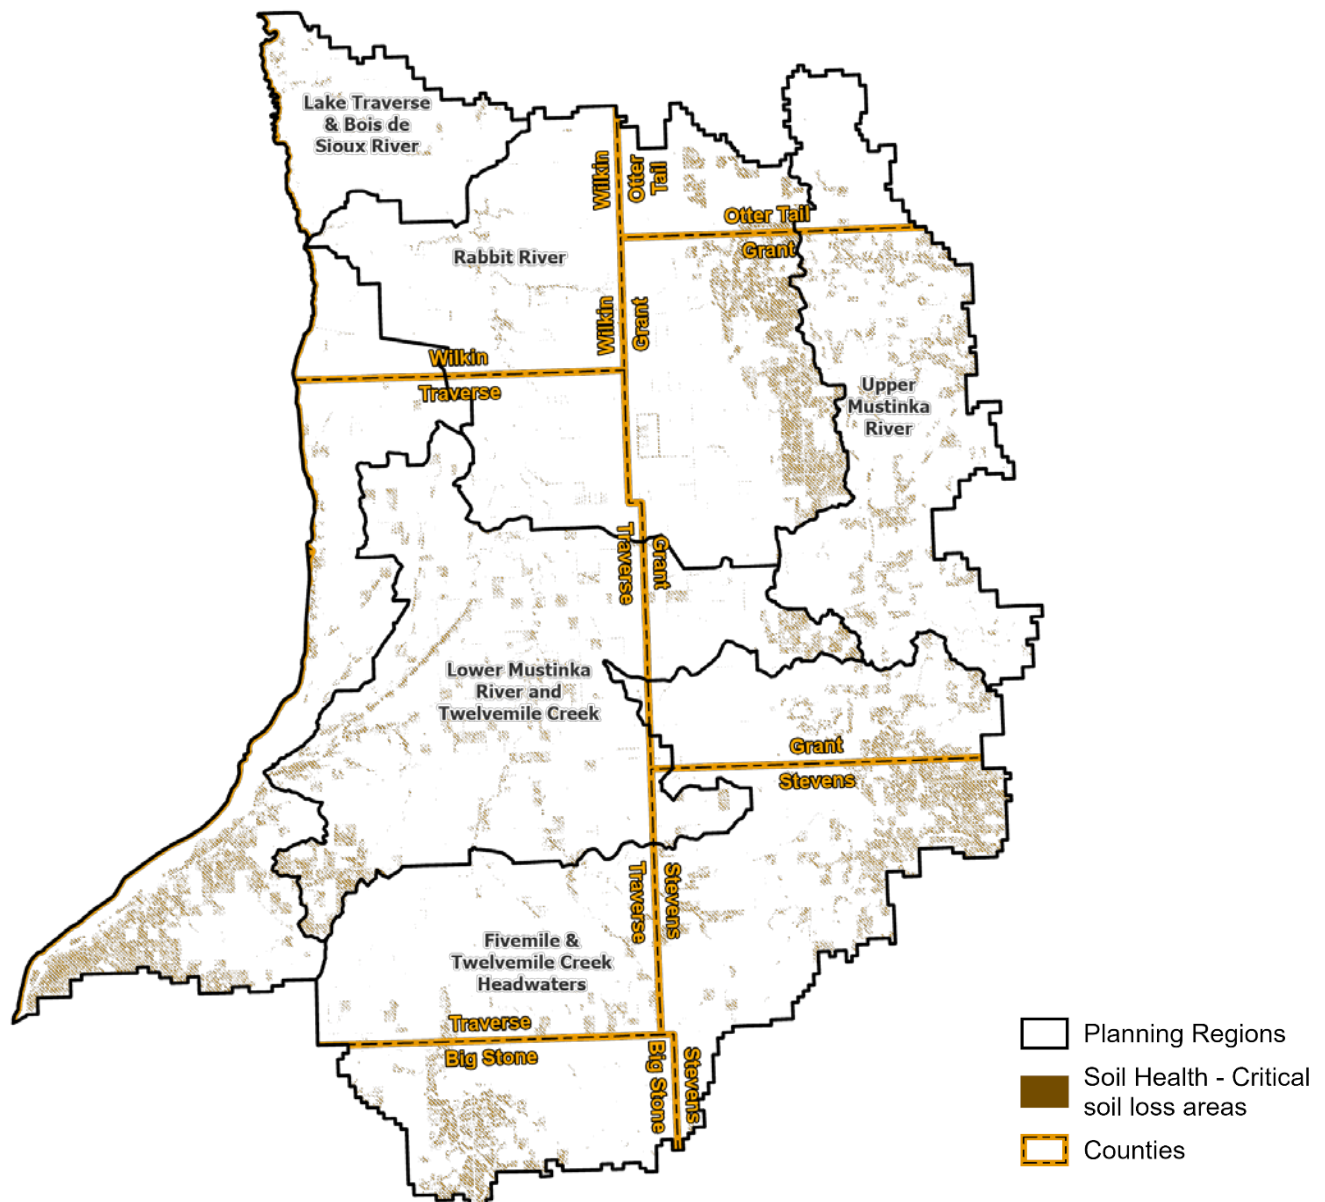 Lake Traverse
& Bois de
Sioux River
Wilkin
Otter
Tail
Otter Tail
Grant
Rabbit River
Wilkin
Grant
Wilkin
Traverse
Upper
Mustinka
River
Traverse
Grant
Lower Mustinka
River and
Twelvemile Creek
Grant
Stevens
Traverse
Stevens
Fivemile &
Twelvemile Creek
Headwaters
Traverse
Big Stone
Big Stone
Stevens
Planning Regions
Soil Health - Critical
soil loss areas
Counties